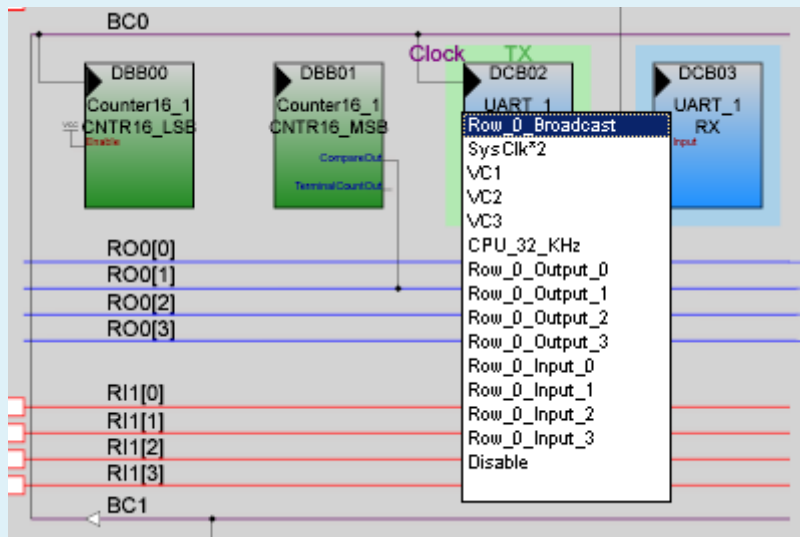 BC0
Clock TX
DBB00
Counter16_1
CNTR16_LSB
VCC
Enable
DBB01
Counter16_1
CNTR16_MSB
CompareOut
TerminalCountOut
DCB02
UART_1
DCB03
UART_1
RX
Input
Row_0_Broadcast
SysClk*2
VC1
VC2
VC3
CPU_32_KHz
Row_0_Output_0
Row_0_Output_1
Row_0_Output_2
Row_0_Output_3
Row_0_Input_0
Row_0_Input_1
Row_0_Input_2
Row_0_Input_3
Disable
RO0[0]
RO0[1]
RO0[2]
RO0[3]
RI1[0]
RI1[1]
RI1[2]
RI1[3]
BC1